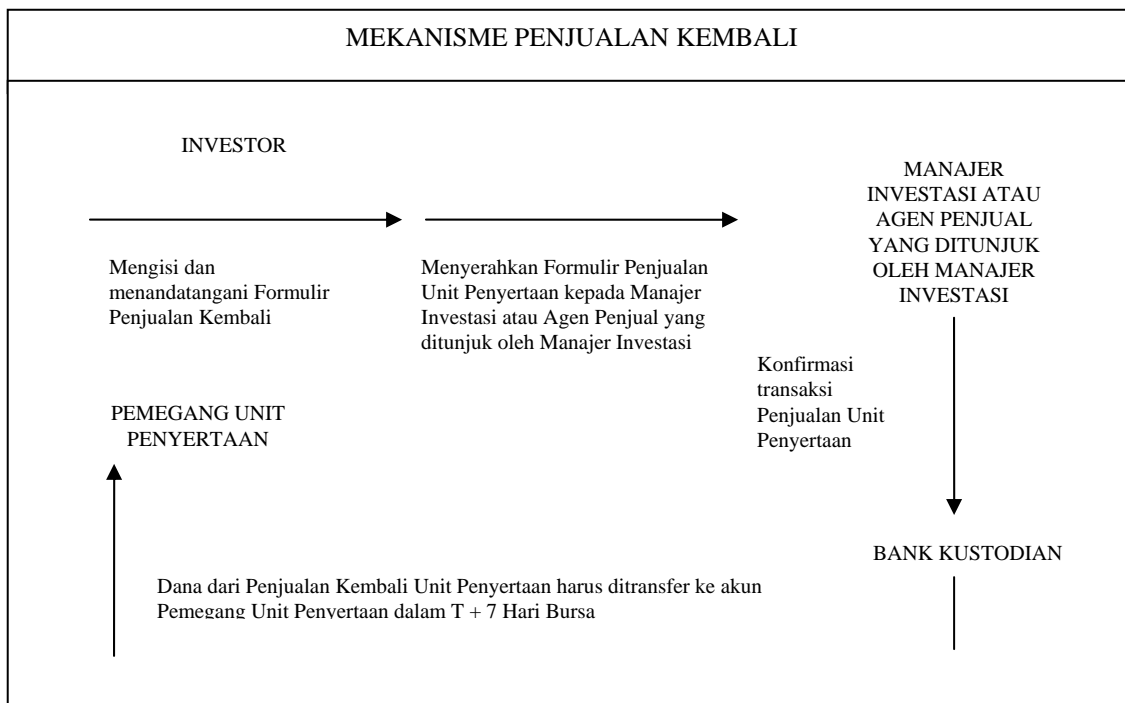 MEKANISME PENJUALAN KEMBALI
INVESTOR
Mengisi dan
menandatangani Formulir
Penjualan Kembali
Menyerahkan Formulir Penjualan
Unit Penyertaan kepada Manajer
Investasi atau Agen Penjual yang
ditunjuk oleh Manajer Investasi
MANAJER
INVESTASI ATAU
AGEN PENJUAL
YANG DITUNJUK
OLEH MANAJER
INVESTASI
Konfirmasi
transaksi
Penjualan Unit
Penyertaan
PEMEGANG UNIT
PENYERTAAN
BANK KUSTODIAN
Dana dari Penjualan Kembali Unit Penyertaan harus ditransfer ke akun
Pemegang Unit Penyertaan dalam T + 7 Hari Bursa